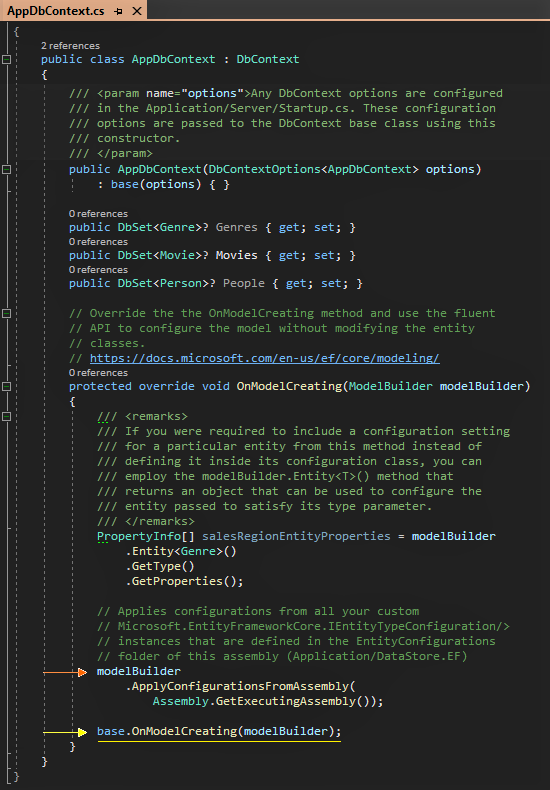 AppDbContext.cs
{
2 references
public class AppDbContext : DbContext
{
/// <param name="options">Any DbContext options are configured
/// in the Application/Server/Startup.cs. These configuration
/// options are passed to the DbContext base class using this
/// constructor.
/// </param>
public AppDbContext(DbContextOptions<AppDbContext> options)
: base(options) { }
0 references
public DbSet<Genre>? Genres { get; set; }
0 references
public DbSet<Movie>? Movies { get; set; }
0 references
public DbSet<Person>? People { get; set; }
// Override the the OnModelCreating method and use the fluent
// API to configure the model without modifying the entity
// classes.
// https://docs.microsoft.com/en-us/ef/core/modeling/
0 references
protected override void OnModelCreating(ModelBuilder modelBuilder)
{
/// <remarks>
/// If you were required to include a configuration setting
/// for a particular entity from this method instead of
/// defining it inside its configuration class, you can
/// employ the modelBuilder.Entity<T>() method that
/// returns an object that can be used to configure the
/// entity passed to satisfy its type parameter.
/// </remarks>
PropertyInfo[] salesRegionEntityProperties = modelBuilder
.Entity<Genre>()
.GetType()
.GetProperties();
// Applies configurations from all your custom
// Microsoft.EntityFrameworkCore.IEntityTypeConfiguration/>
// instances that are defined in the EntityConfigurations
// folder of this assembly (Application/DataStore.EF)
modelBuilder
.ApplyConfigurationsFromAssembly(
Assembly.GetExecutingAssembly());
base.OnModelCreating(modelBuilder);
}
}
}